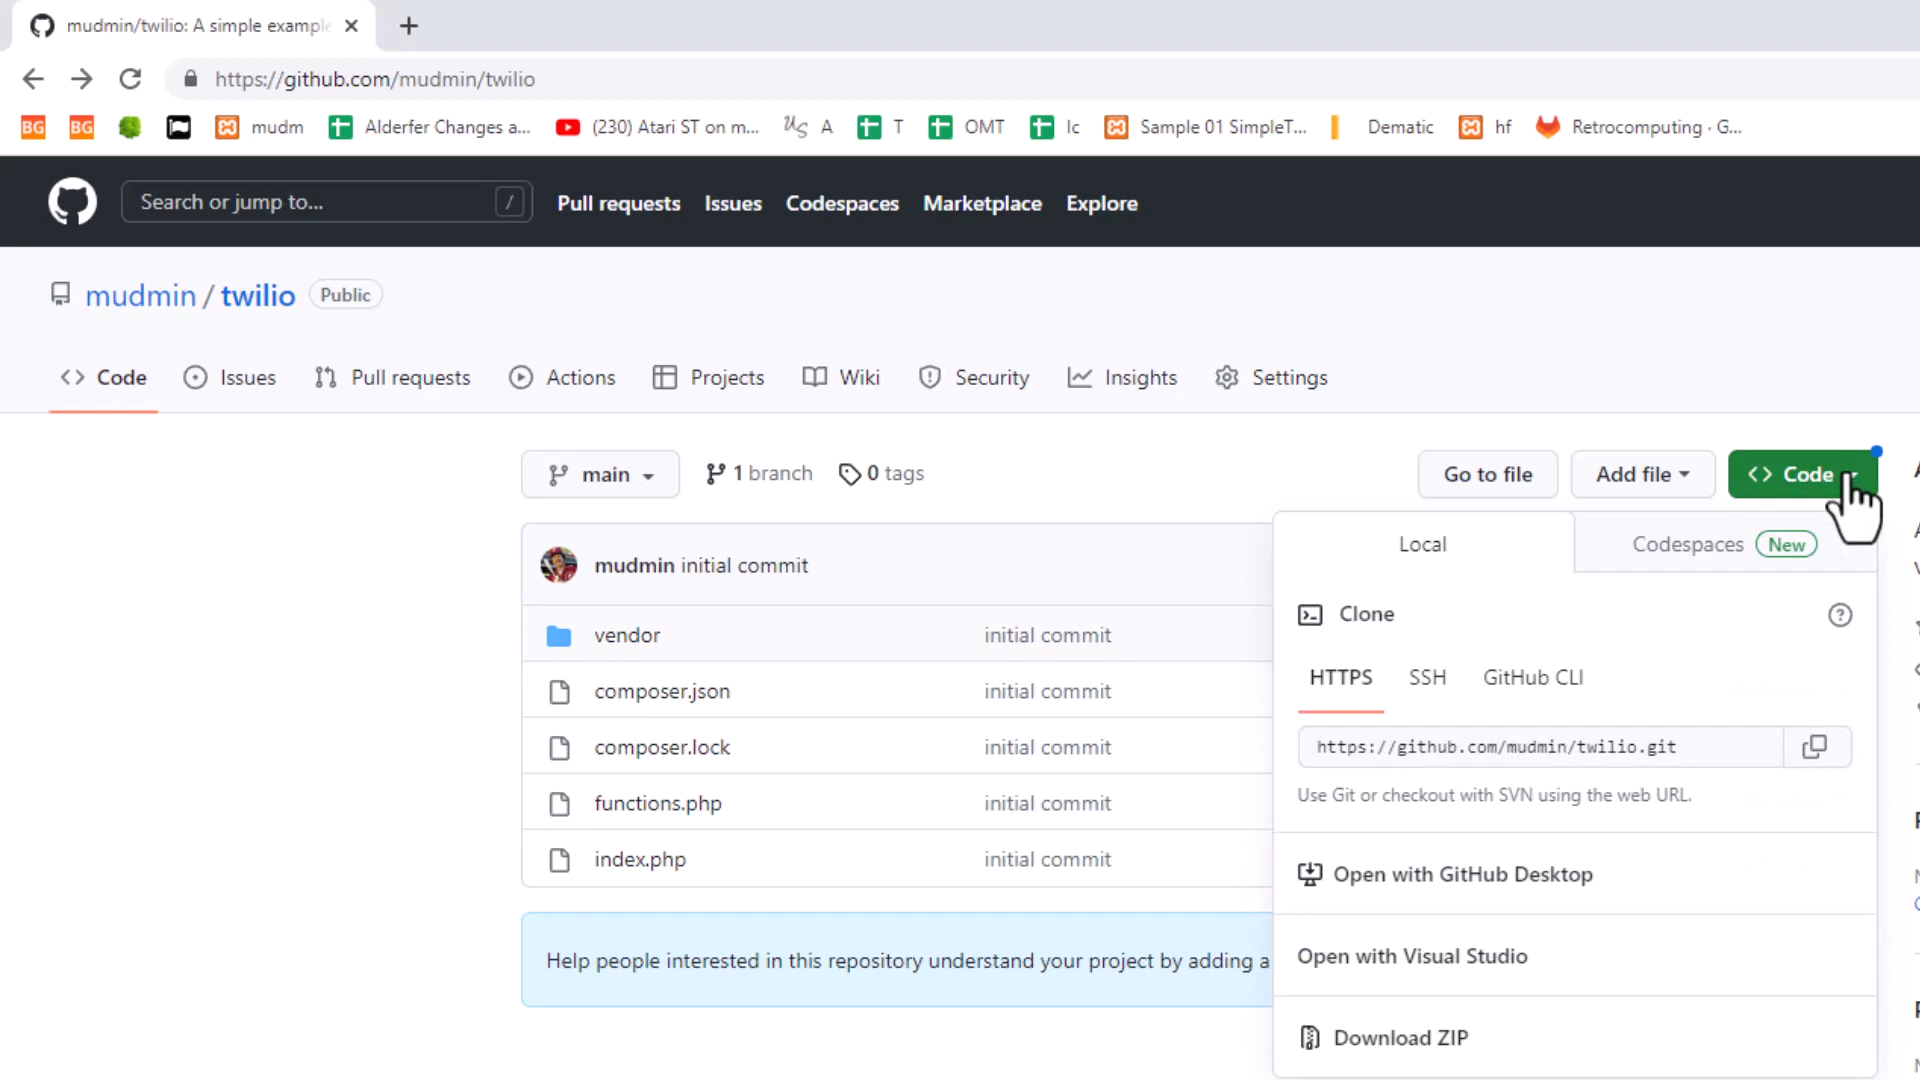 mudmin/twilio: A simple example
https://github.com/mudmin/twilio
BG BG mudm Alderfer Changes a... (230) Atari ST on m... US A T OMT Ic Sample 01 SimpleT... Dematic hf Retrocomputing · G...
Search or jump to... / Pull requests Issues Codespaces Marketplace Explore
mudmin / twilio Public
Code Issues Pull requests Actions Projects Wiki Security Insights Settings
main 1 branch 0 tags Go to file Add file Code
Local Codespaces New
mudmin initial commit
Clone
vendor initial commit
HTTPS SSH GitHub CLI
composer.json initial commit
composer.lock initial commit
https://github.com/mudmin/twilio.git
Use Git or checkout with SVN using the web URL.
functions.php initial commit
index.php initial commit
Open with GitHub Desktop
Help people interested in this repository understand your project by adding a
Open with Visual Studio
Download ZIP